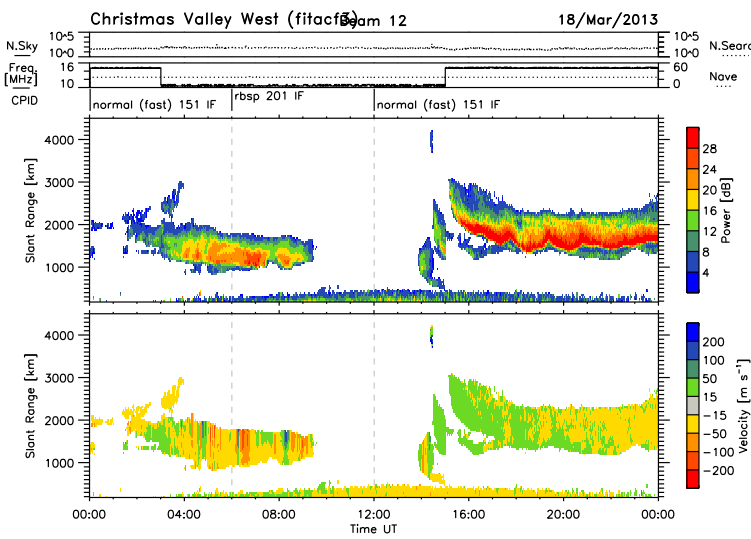 Christmas Valley West (fitacf3) Beam 12 18/Mar/2013
N.Sky 10^5 10^0 10^5 10^0 N.Searc
Freq. [MHz] 16 10 60 0 Nave
CPID normal (fast) 151 IF rbsp 201 IF normal (fast) 151 IF
Slant Range [km]
4000
3000
2000
1000
Power [dB]
28
24
20
16
12
8
4
Slant Range [km]
4000
3000
2000
1000
Velocity [m s⁻¹]
200
100
50
15
-15
-50
-100
-200
00:00 04:00 08:00 12:00 16:00 20:00 00:00
Time UT